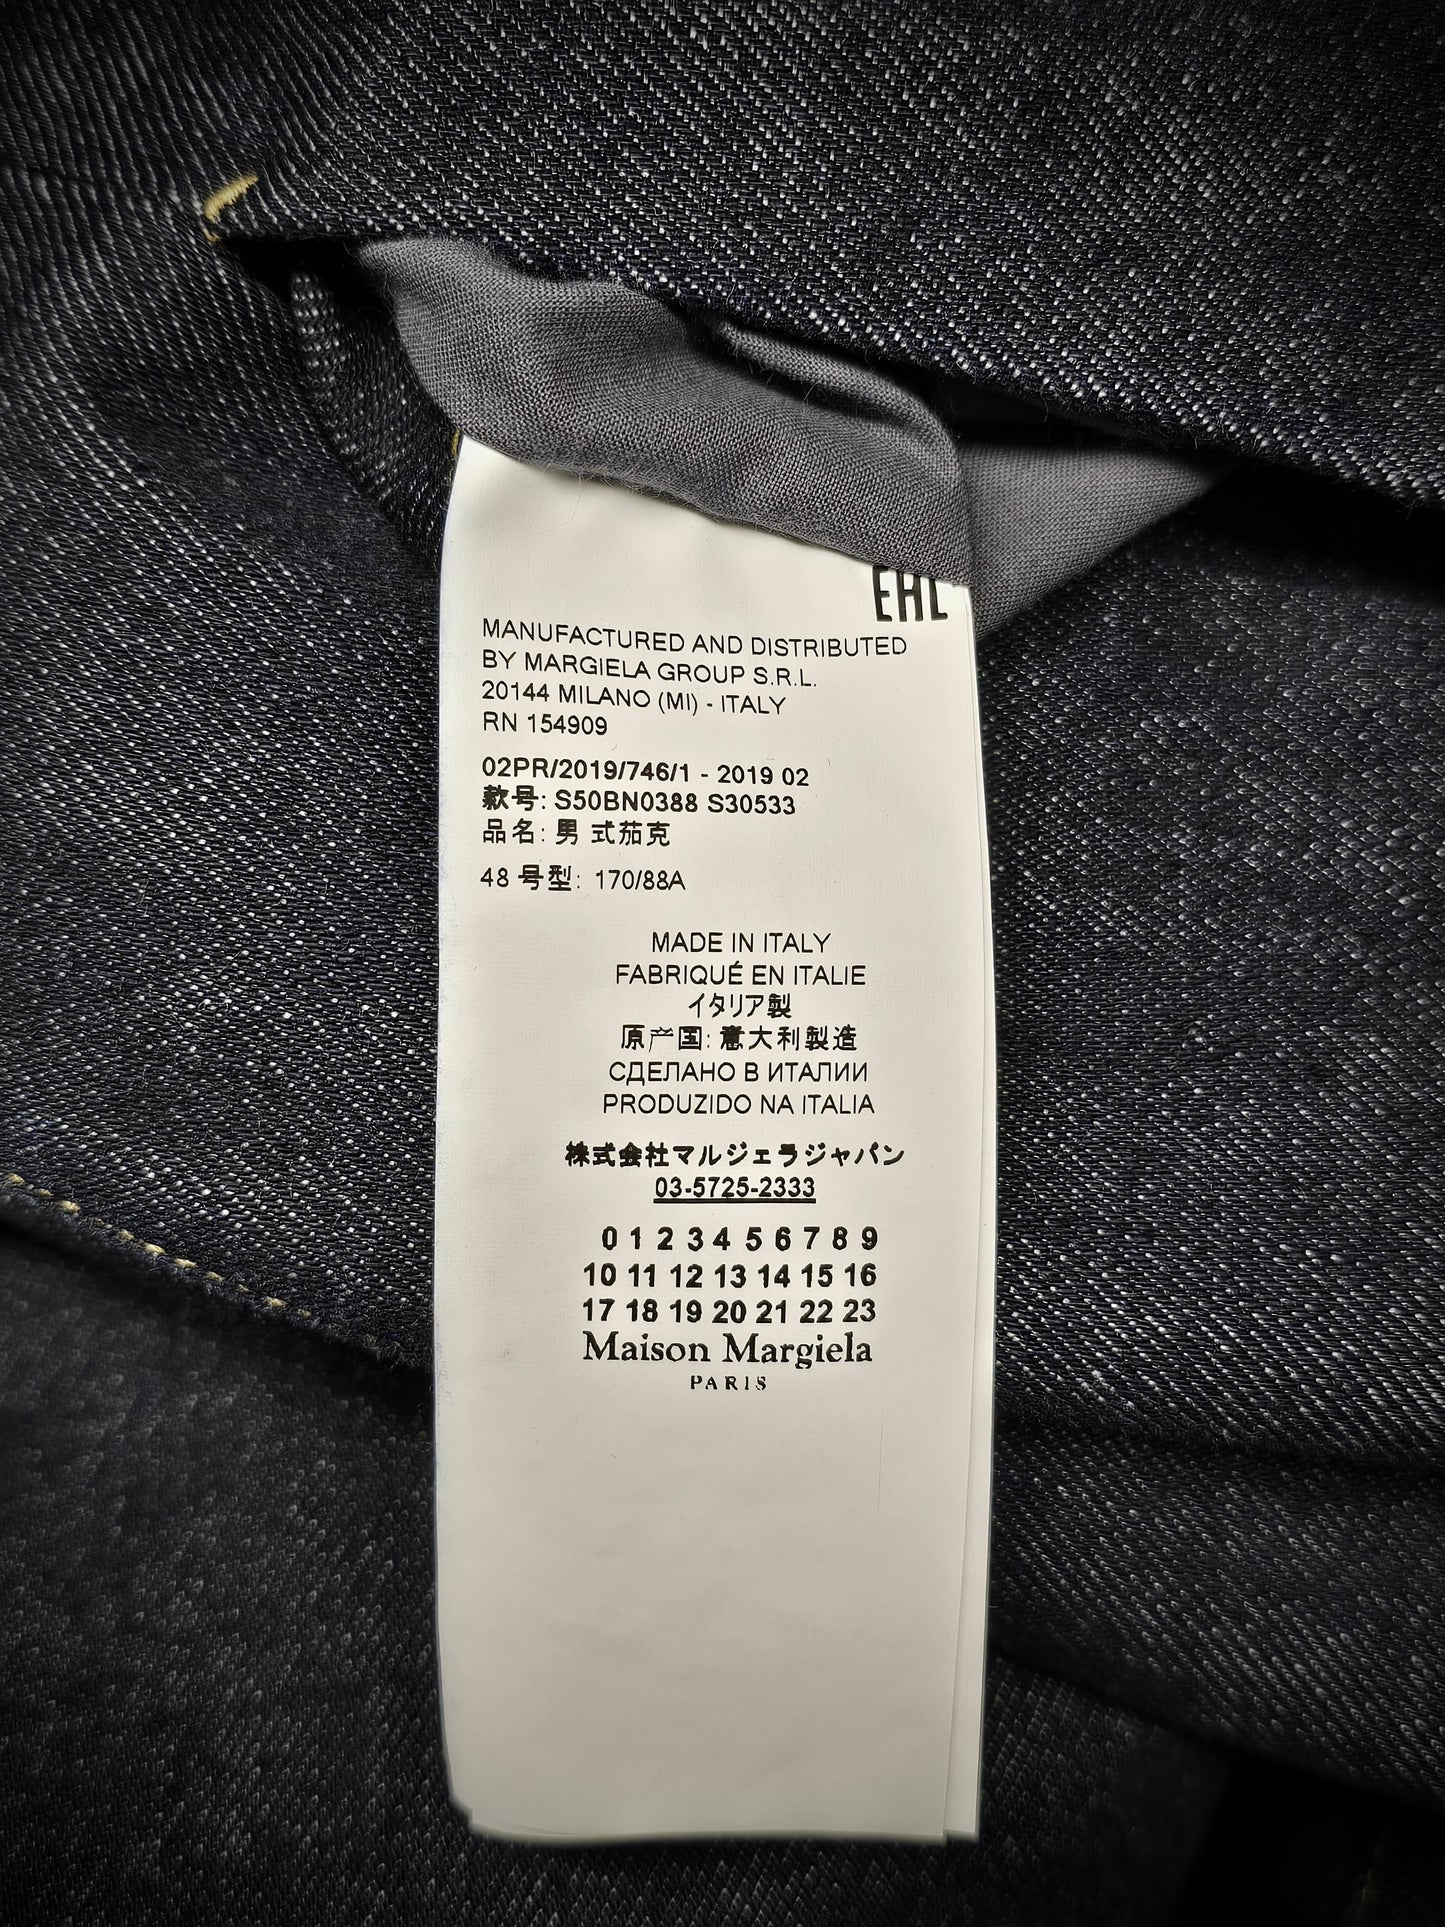 EAC
MANUFACTURED AND DISTRIBUTED
BY MARGIELA GROUP S.R.L.
20144 MILANO (MI) - ITALY
RN 154909
02PR/2019/746/1 - 2019 02
款号: S50BN0388 S30533
品名: 男 式茄克
48 号型: 170/88A
MADE IN ITALY
FABRIQUÉ EN ITALIE
イタリア製
原产国: 意大利製造
СДЕЛАНО В ИТАЛИИ
PRODUZIDO NA ITALIA
株式会社マルジェラジャパン
03-5725-2333
0 1 2 3 4 5 6 7 8 9
10 11 12 13 14 15 16
17 18 19 20 21 22 23
Maison Margiela
PARIS